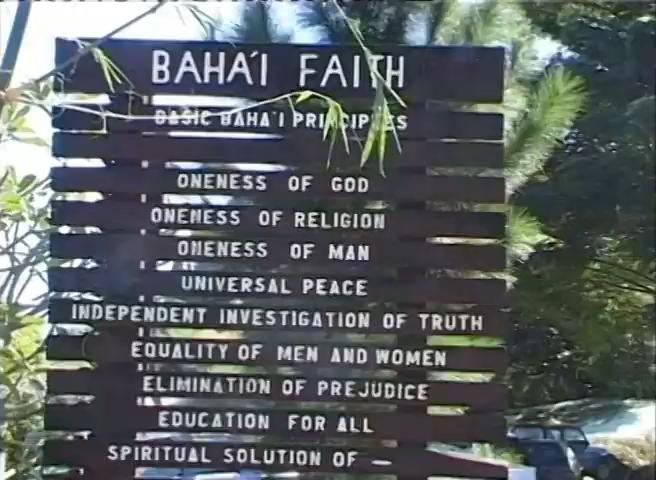 BAHA'I FAITH
BASIC BAHA'I PRINCIPLES
ONENESS OF GOD
ONENESS OF RELIGION
ONENESS OF MAN
UNIVERSAL PEACE
INDEPENDENT INVESTIGATION OF TRUTH
EQUALITY OF MEN AND WOMEN
ELIMINATION OF PREJUDICE
EDUCATION FOR ALL
SPIRITUAL SOLUTION OF —